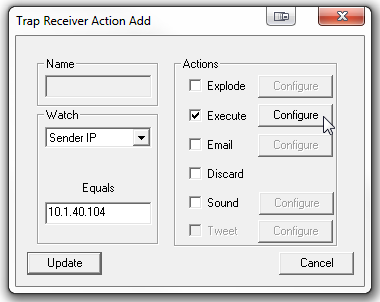 Trap Receiver Action Add
Name
Watch
Sender IP
Equals
10.1.40.104
Update
Actions
Explode Configure
Execute Configure
Email Configure
Discard
Sound Configure
Tweet Configure
Cancel